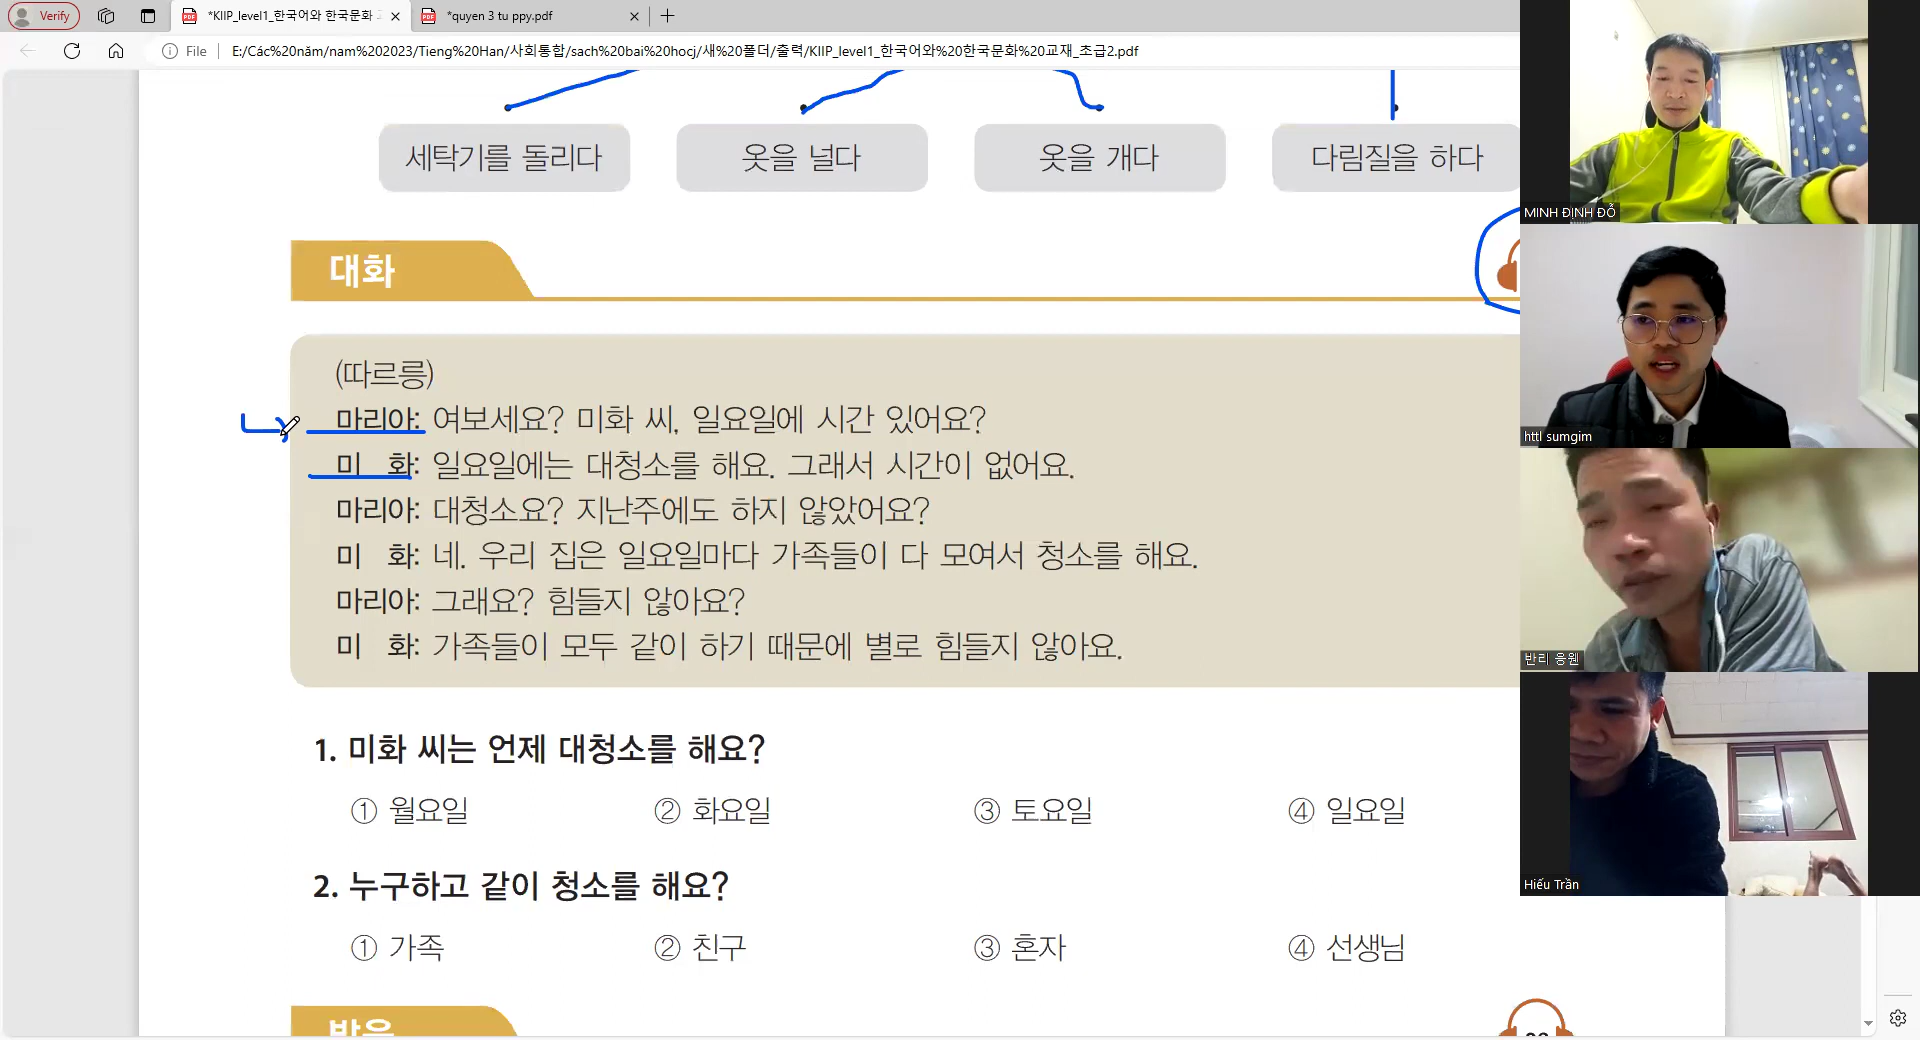 Verify
*KIIP_level1_한국어와 한국문화
*quyen 3 tu ppy.pdf
File
E:/Các%20năm/nam%202023/Tieng%20Han/사회통합/sach%20bai%20hocj/새%20폴더/출력/KIIP_level1_한국어와%20한국문화%20교재_초급2.pdf
세탁기를 돌리다
옷을 널다
옷을 개다
다림질을 하다
대화
(따르릉)
마리아: 여보세요? 미화 씨, 일요일에 시간 있어요?
미 화: 일요일에는 대청소를 해요. 그래서 시간이 없어요.
마리아: 대청소요? 지난주에도 하지 않았어요?
미 화: 네. 우리 집은 일요일마다 가족들이 다 모여서 청소를 해요.
마리아: 그래요? 힘들지 않아요?
미 화: 가족들이 모두 같이 하기 때문에 별로 힘들지 않아요.
1. 미화 씨는 언제 대청소를 해요?
① 월요일
② 화요일
③ 토요일
④ 일요일
2. 누구하고 같이 청소를 해요?
① 가족
② 친구
③ 혼자
④ 선생님
MINH ĐỊNH ĐỖ
httl sumgim
반리 응웬
Hiếu Trần